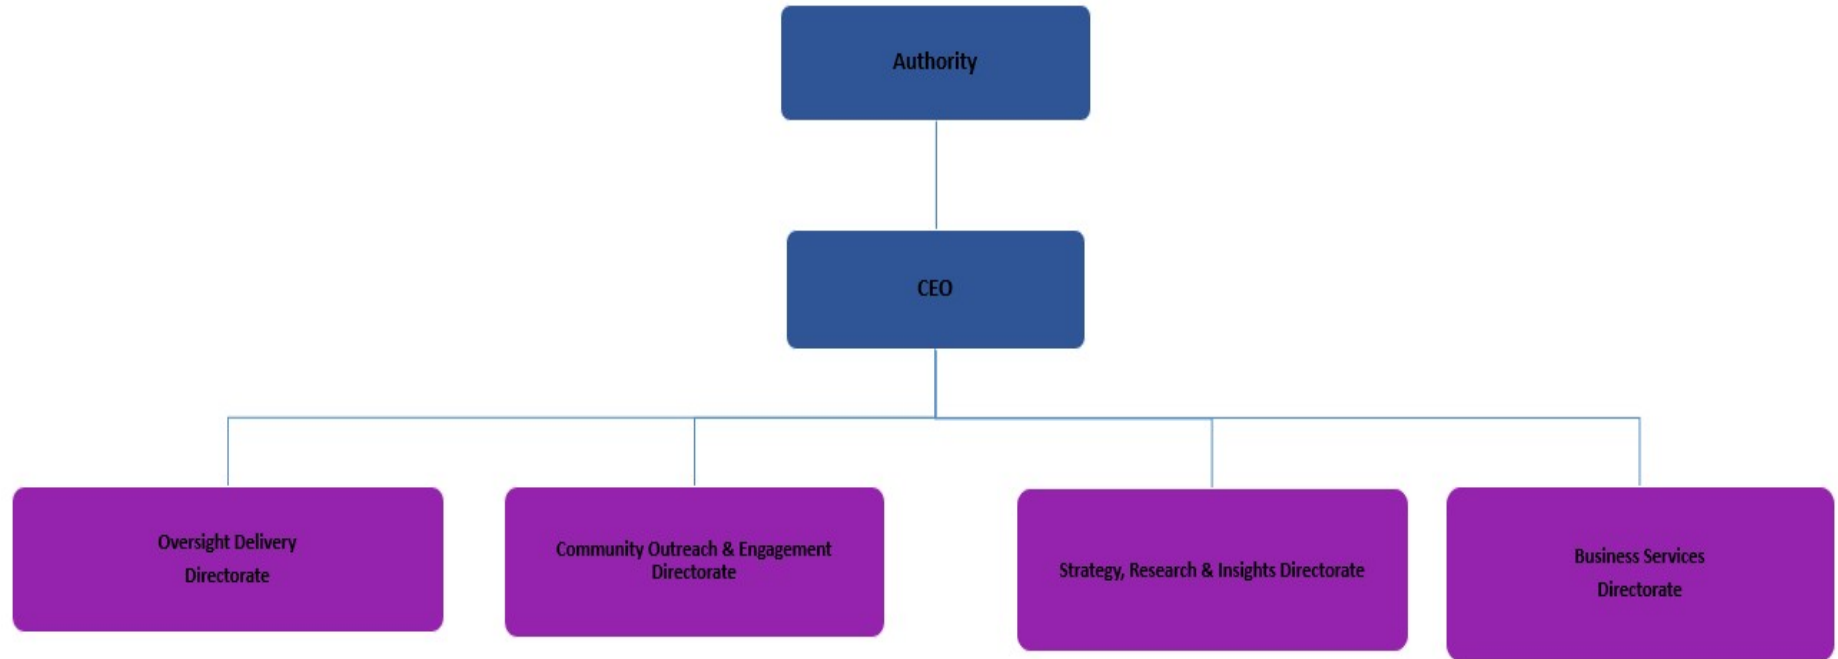 Authority
CEO
Oversight Delivery
Directorate
Community Outreach & Engagement
Directorate
Strategy, Research & Insights Directorate
Business Services
Directorate